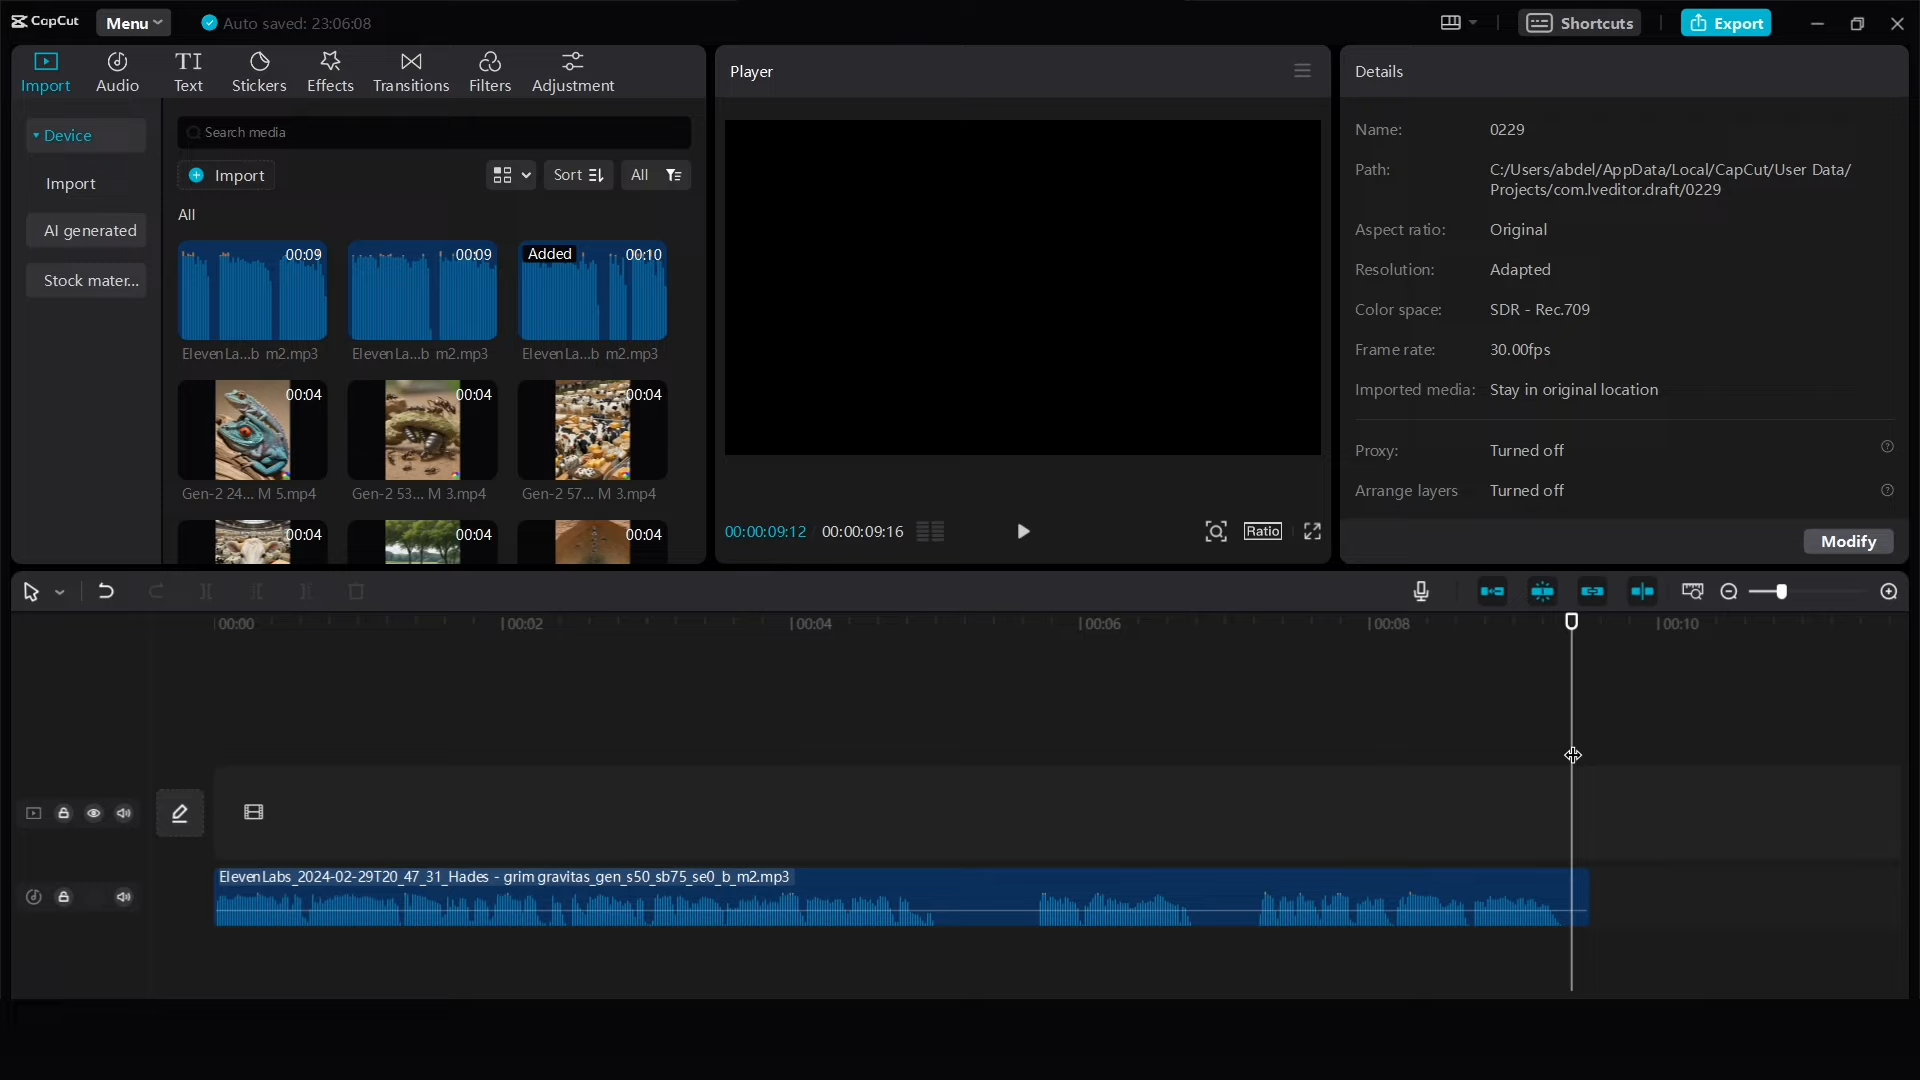 CapCut
Menu
Auto saved: 23:06:08
Shortcuts
Export
Import
Audio
TI
Text
Stickers
Effects
Transitions
Filters
Adjustment
Player
Details
Device
Import
AI generated
Stock mater...
Search media
Import
Sort
All
All
00:09
00:09
Added
00:10
ElevenLa...b m2.mp3
ElevenLa...b m2.mp3
ElevenLa...b m2.mp3
00:04
00:04
00:04
Gen-2 24... M 5.mp4
Gen-2 53... M 3.mp4
Gen-2 57... M 3.mp4
00:04
00:04
00:04
00:00:09:12
00:00:09:16
Ratio
Name: 0229
Path: C:/Users/abdel/AppData/Local/CapCut/User Data/
Projects/com.lveditor.draft/0229
Aspect ratio: Original
Resolution: Adapted
Color space: SDR - Rec.709
Frame rate: 30.00fps
Imported media: Stay in original location
Proxy: Turned off
Arrange layers Turned off
Modify
00:00
00:02
00:04
00:06
00:08
00:10
ElevenLabs_2024-02-29T20_47_31_Hades - grim gravitas_gen_s50_sb75_se0_b_m2.mp3